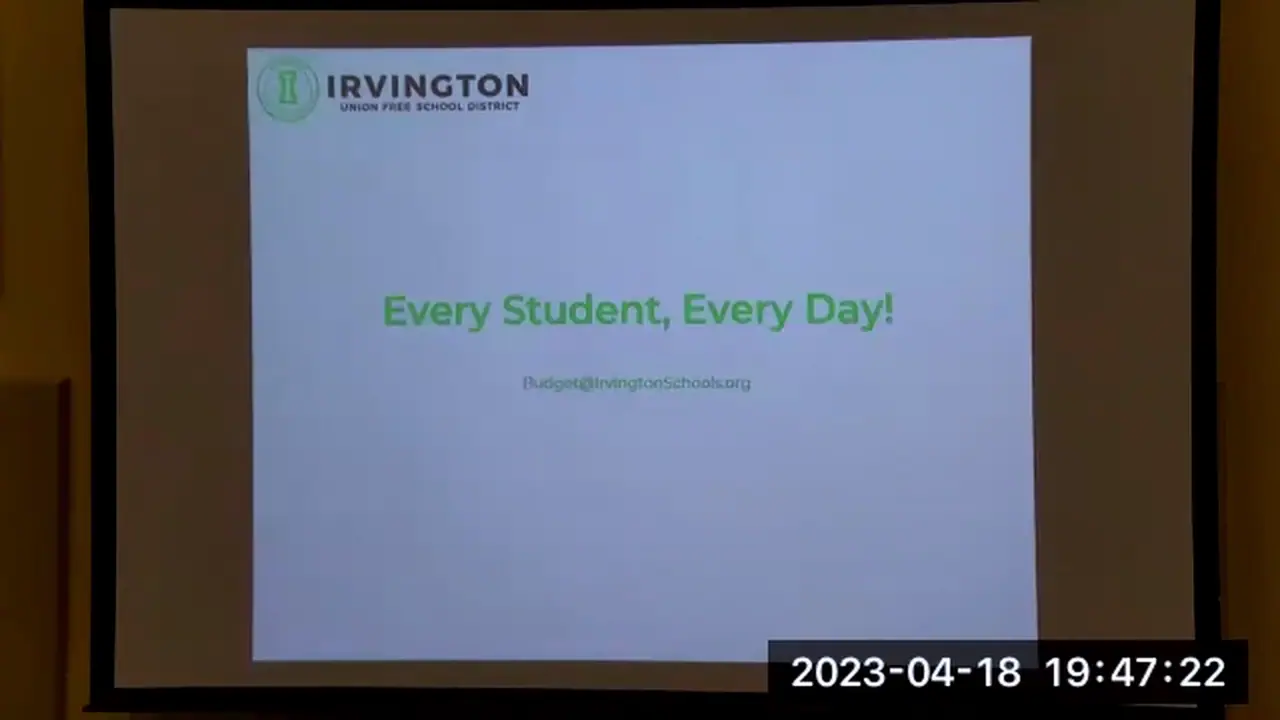 IRVINGTON
UNION FREE SCHOOL DISTRICT
Every Student, Every Day!
Budget@IrvingtonSchools.org
2023-04-18 19:47:22